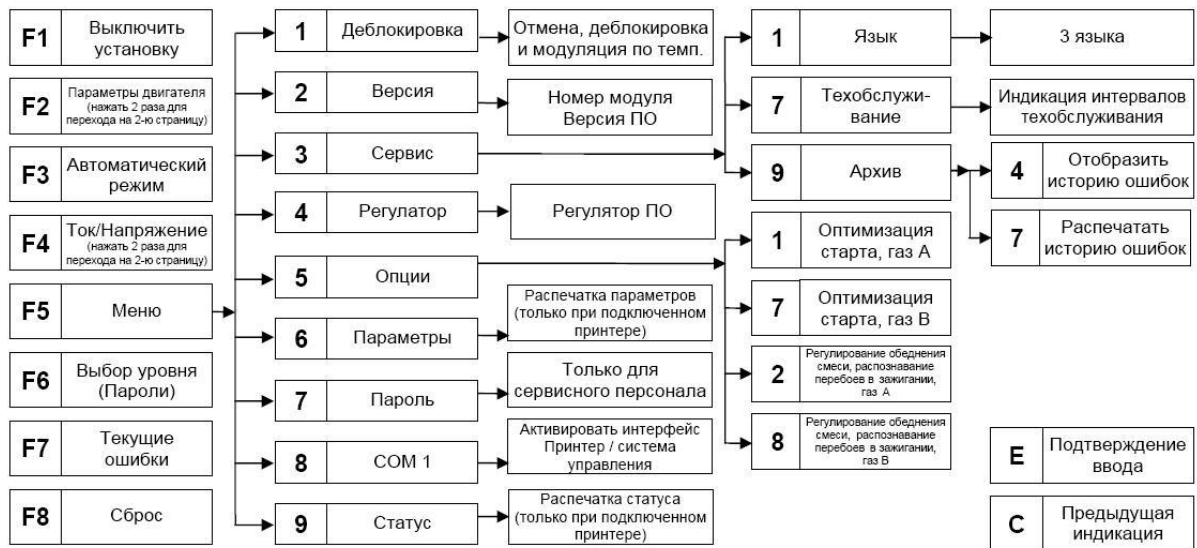 F1
Выключить
установку
F2
Параметры двигателя
(нажать 2 раза для
перехода на 2-ю страницу)
F3
Автоматический
режим
F4
Ток/Напряжение
(нажать 2 раза для
перехода на 2-ю страницу)
F5
Меню
F6
Выбор уровня
(Пароли)
F7
Текущие
ошибки
F8
Сброс
1
Деблокировка
Отмена, деблокировка
и модуляция по темп.
2
Версия
Номер модуля
Версия ПО
3
Сервис
4
Регулатор
Регулятор ПО
5
Опции
6
Параметры
Распечатка параметров
(только при подключенном
принтере)
7
Пароль
Только для
сервисного персонала
8
COM 1
Активировать интерфейс
Принтер / система
управления
9
Статус
Распечатка статуса
(только при подключенном
принтере)
1
Язык
3 языка
7
Техобслужи-
вание
Индикация интервалов
техобслуживания
9
Архив
4
Отобразить
историю ошибок
7
Распечатать
историю ошибок
1
Оптимизация
старта, газ А
7
Оптимизация
старта, газ В
2
Регулирование обеднения
смеси, распознавание
перебоев в зажигании,
газ А
8
Регулирование обеднения
смеси, распознавание
перебоев в зажигании,
газ В
E
Подтверждение
ввода
C
Предыдущая
индикация